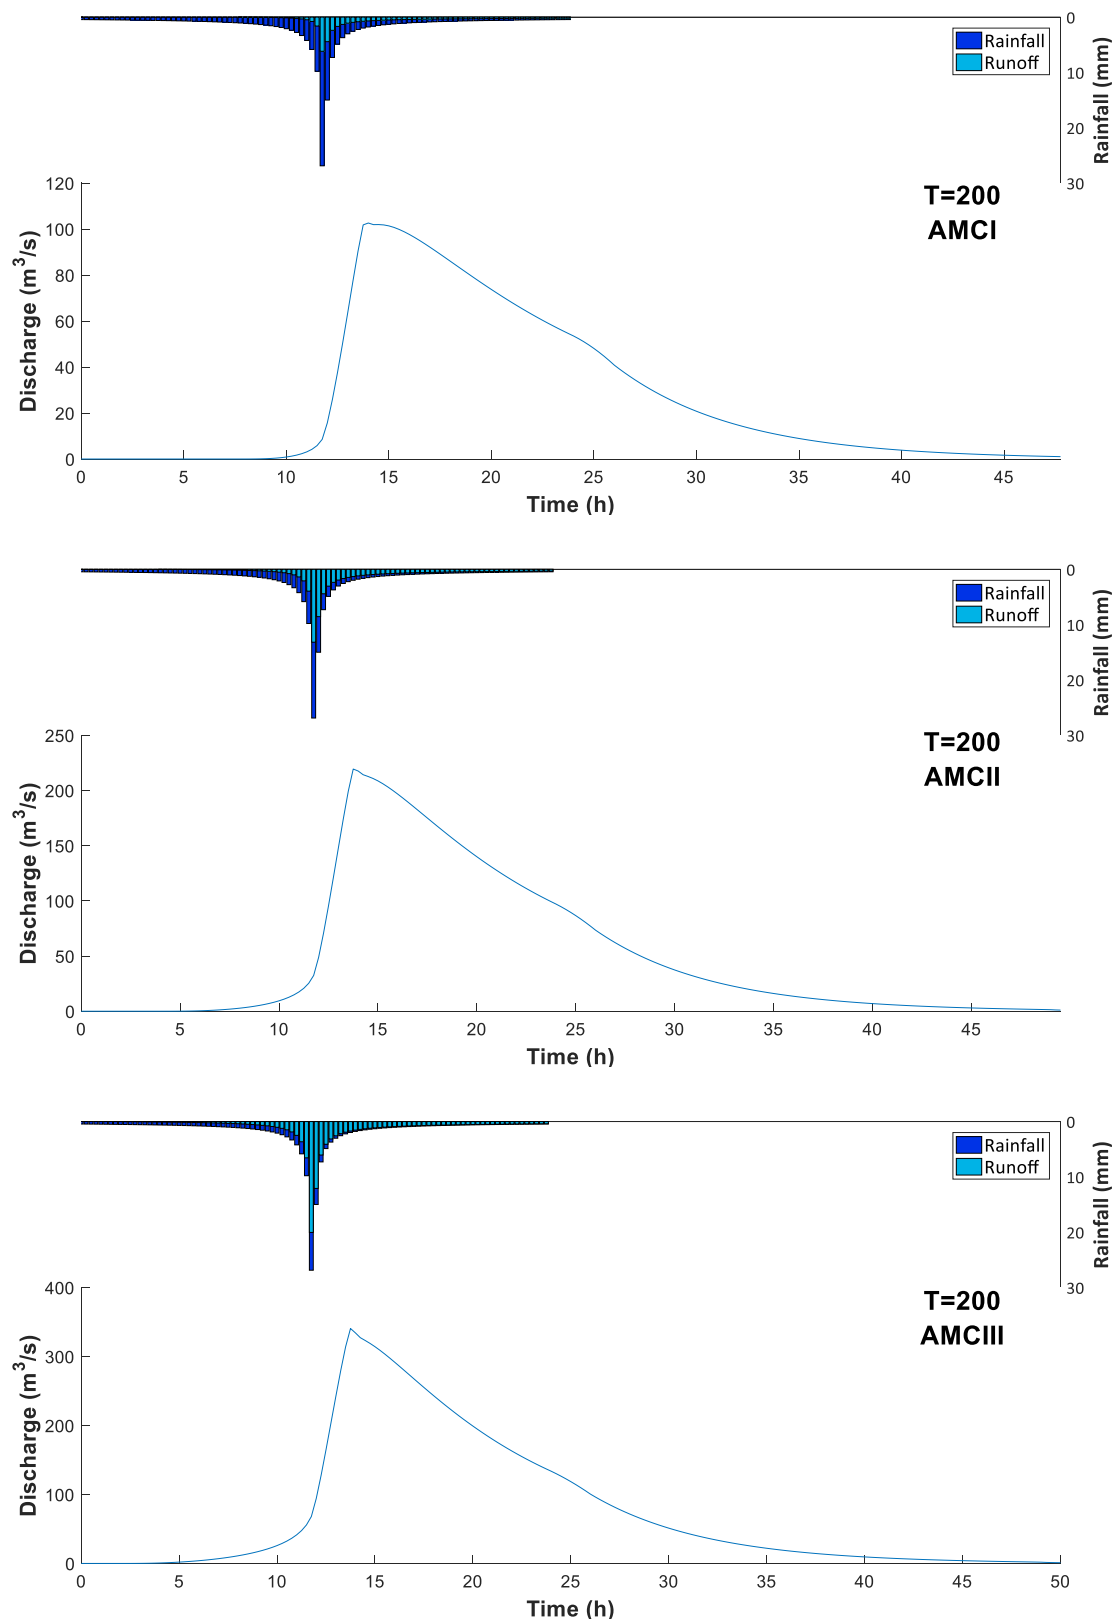 0
10
20
30
Rainfall (mm)
Rainfall
Runoff
T=200
AMCI
120
100
80
60
40
20
0
Discharge (m³/s)
0 5 10 15 20 25 30 35 40 45
Time (h)
0
10
20
30
Rainfall (mm)
Rainfall
Runoff
T=200
AMCII
250
200
150
100
50
0
Discharge (m³/s)
0 5 10 15 20 25 30 35 40 45
Time (h)
0
10
20
30
Rainfall (mm)
Rainfall
Runoff
T=200
AMCIII
400
300
200
100
0
Discharge (m³/s)
0 5 10 15 20 25 30 35 40 45 50
Time (h)